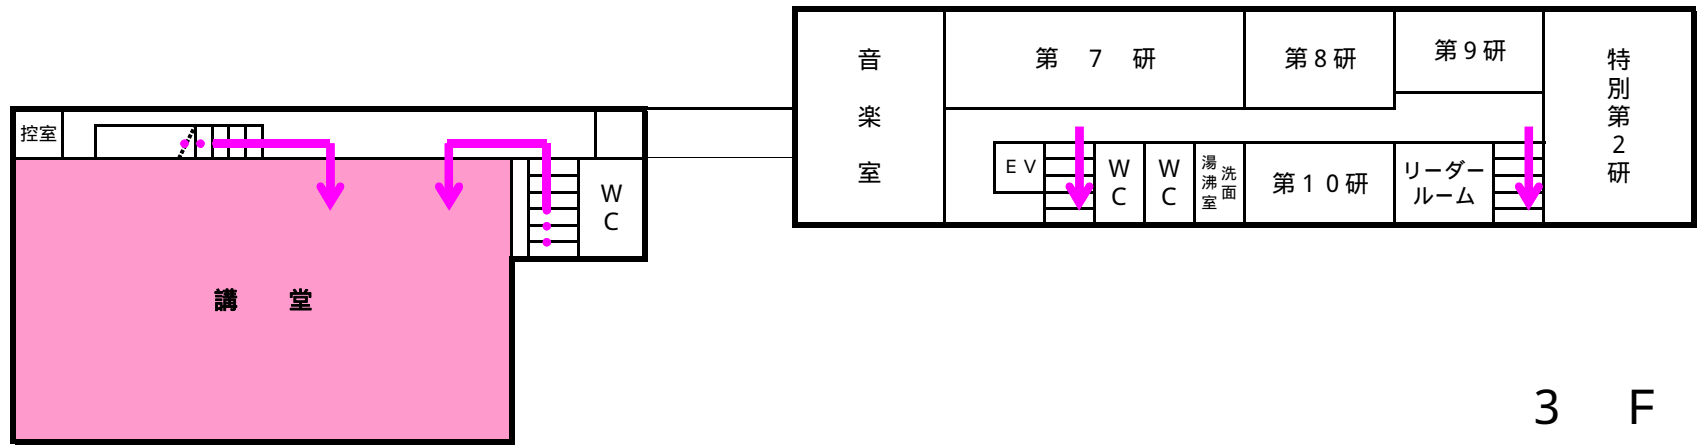 控室
講　堂
WC
音楽室
第　7　研
第8研
第9研
特別第2研
ＥＶ
WC
WC
湯沸室
洗面
第１０研
リーダー
ルーム
３　Ｆ